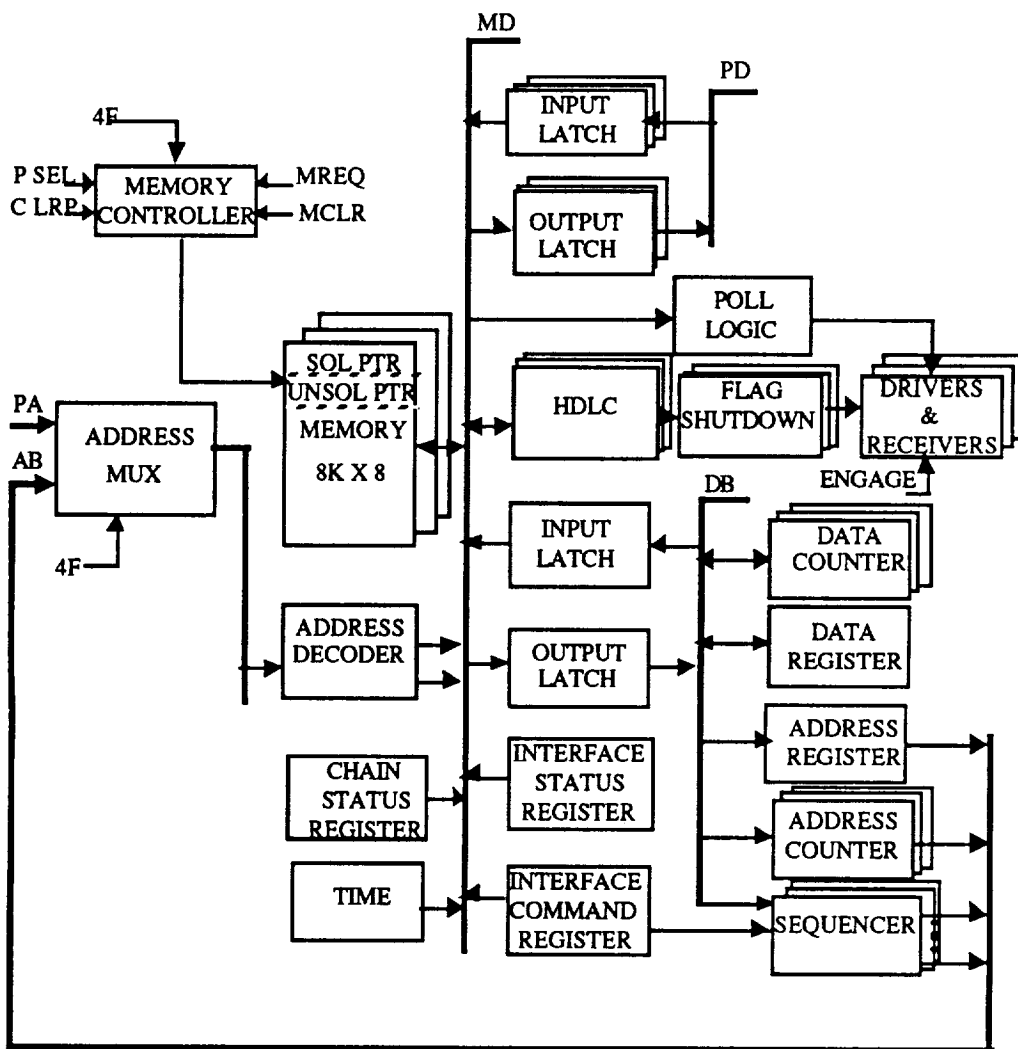 MD
PD
INPUT
LATCH
4F
P SEL
C LRP
MEMORY
CONTROLLER
MREQ
MCLR
OUTPUT
LATCH
POLL
LOGIC
SOL PTR
UNSOL PTR
MEMORY
8K X 8
HDLC
FLAG
SHUTDOWN
DRIVERS
&
RECEIVERS
ENGAGE
PA
AB
ADDRESS
MUX
4F
DB
INPUT
LATCH
DATA
COUNTER
ADDRESS
DECODER
OUTPUT
LATCH
DATA
REGISTER
CHAIN
STATUS
REGISTER
INTERFACE
STATUS
REGISTER
ADDRESS
REGISTER
ADDRESS
COUNTER
TIME
INTERFACE
COMMAND
REGISTER
SEQUENCER